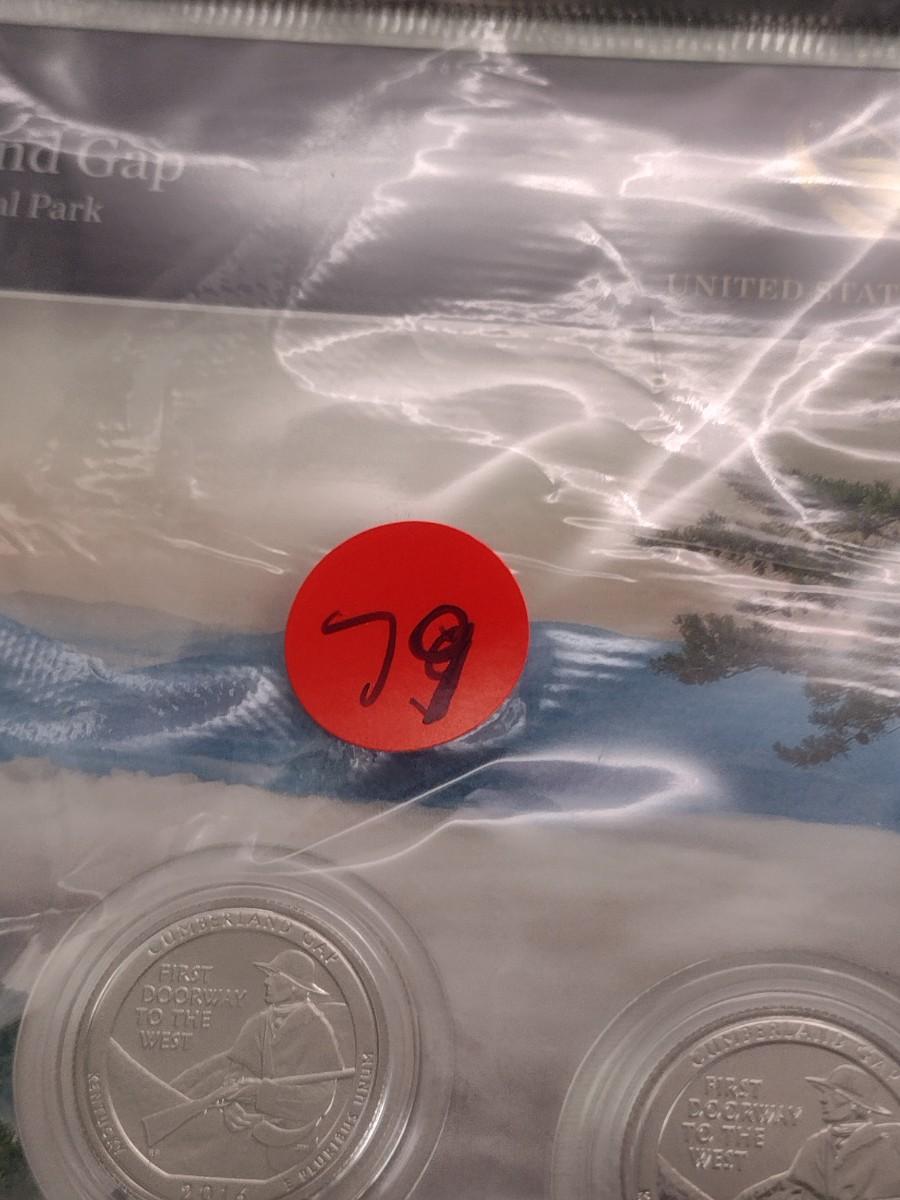 nd Gap
al Park
UNITED STAT
79
CUMBERLAND GAP
FIRST
DOORWAY
TO THE
WEST
KENTUCKY
2016
E PLURIBUS UNUM
CUMBERLAND GA
FIRST
DOORWAY
TO THE
WEST